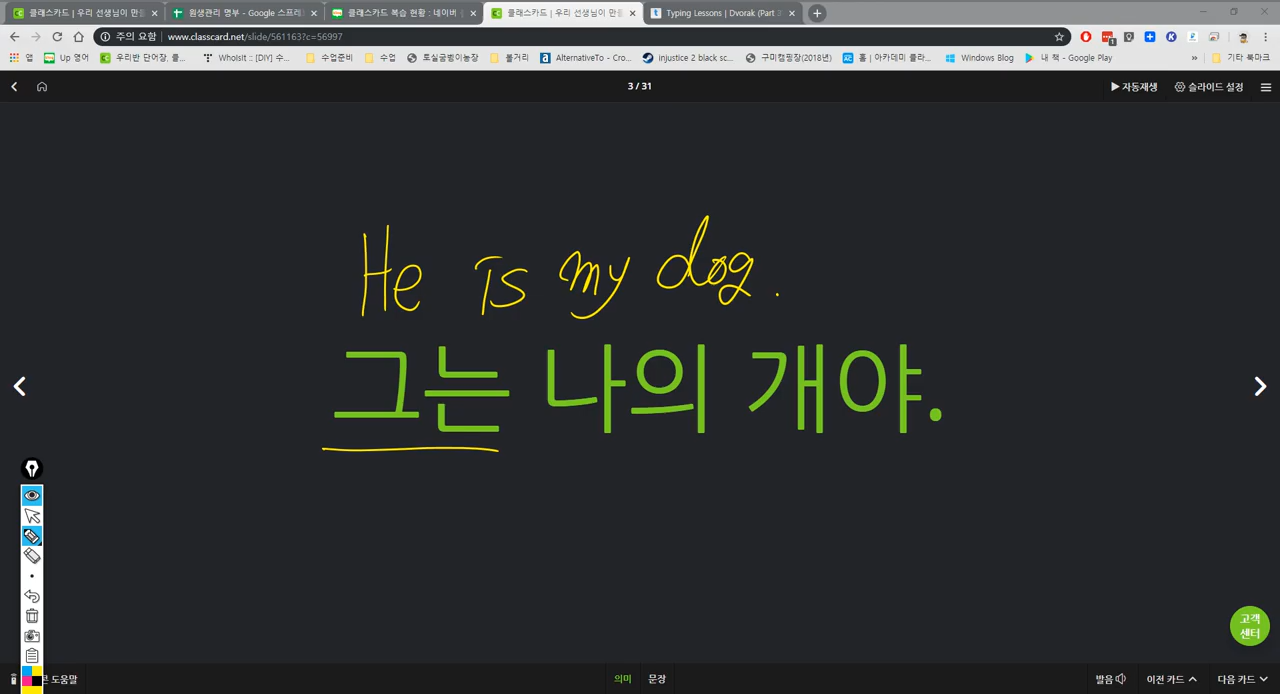 클래스카드 | 우리 선생님이 만든
원생관리 명부 - Google 스프레
클래스카드 복습 현황 : 네이버
클래스카드 | 우리 선생님이 만든
Typing Lessons | Dvorak (Part 2
주의 요함 | www.classcard.net/slide/561163?c=56997
앱 Up 영어 우리반 단어장, 클... WhoIst :: [DIY] 수... 수업준비 수업 토실굼벵이농장 볼거리 AlternativeTo - Cro... injustice 2 black sc... 구미캠핑장(2018년) 홈 | 아카데미 클라... Windows Blog 내 책 - Google Play » 기타 북마크
3 / 31 자동재생 슬라이드 설정
He is my dog.
그는 나의 개야.
고객
센터
도움말 의미 문장 발음 이전 카드 다음 카드